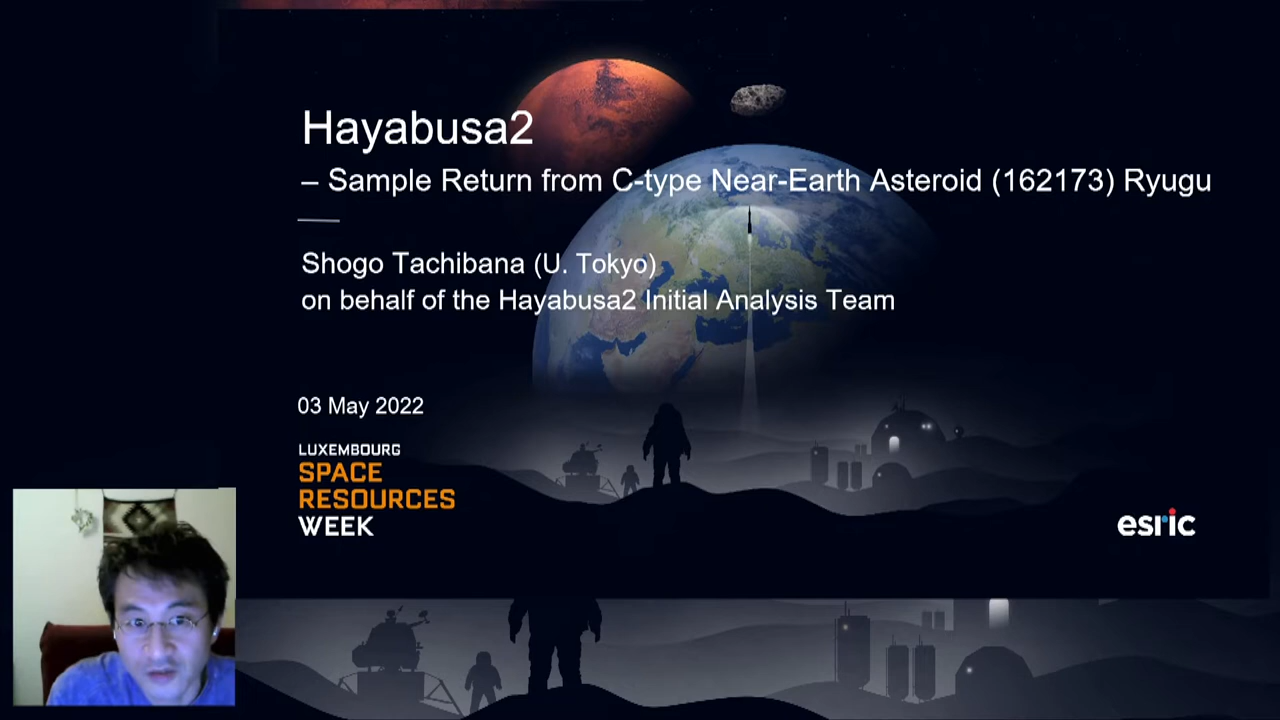 Hayabusa2
– Sample Return from C-type Near-Earth Asteroid (162173) Ryugu
Shogo Tachibana (U. Tokyo)
on behalf of the Hayabusa2 Initial Analysis Team
03 May 2022
LUXEMBOURG
SPACE
RESOURCES
WEEK
esric